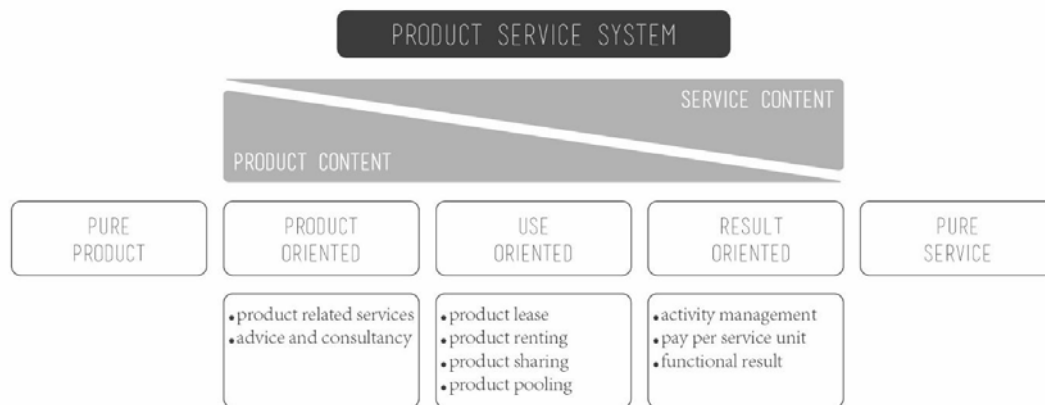 PRODUCT SERVICE SYSTEM
SERVICE CONTENT
PRODUCT CONTENT
PURE
PRODUCT
PRODUCT
ORIENTED
USE
ORIENTED
RESULT
ORIENTED
PURE
SERVICE
•product related services
•advice and consultancy
•product lease
•product renting
•product sharing
•product pooling
•activity management
•pay per service unit
•functional result